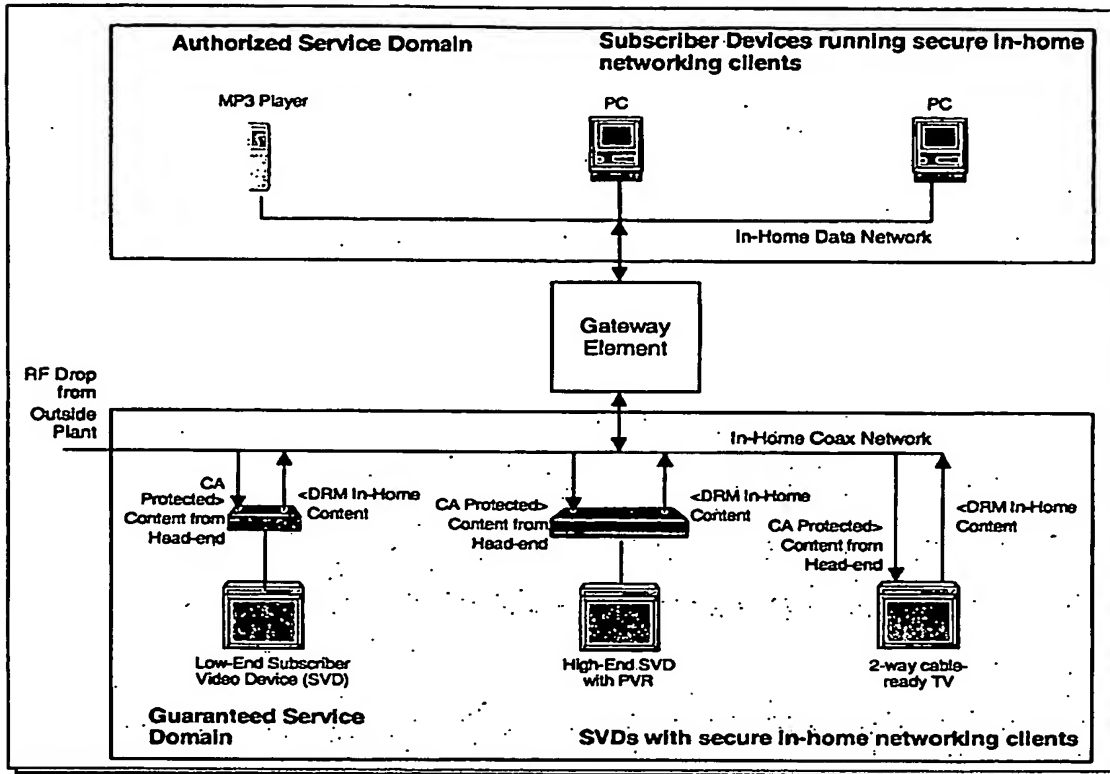 Authorized Service Domain
Subscriber Devices running secure in-home
networking clients
MP3 Player
PC
PC
In-Home Data Network
Gateway
Element
RF Drop
from
Outside
Plant
In-Home Coax Network
CA
Protected>
Content from
Head-end
<DRM In-Home
Content
CA Protected>
Content from
Head-end
<DRM In-Home
Content
CA Protected>
Content from
Head-end
<DRM In-Home
Content
Low-End Subscriber
Video Device (SVD)
High-End SVD
with PVR
2-way cable-
ready TV
Guaranteed Service
Domain
SVDs with secure in-home networking clients